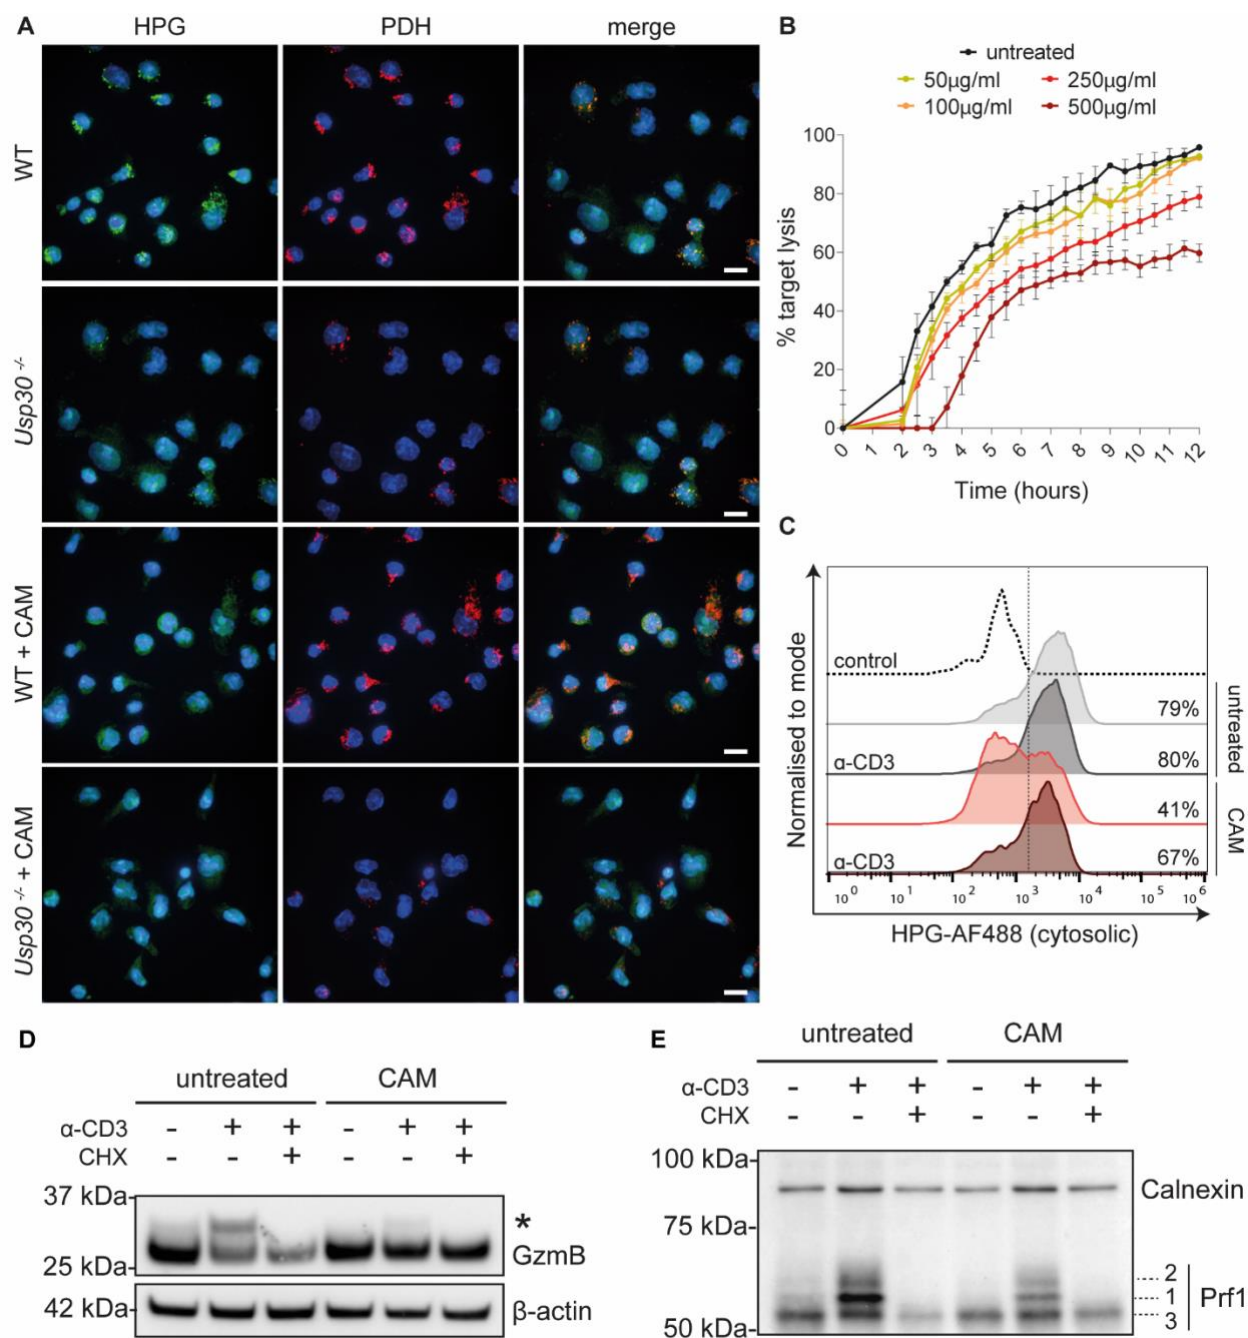 A
HPG
PDH
merge
WT
Usp30 -/-
WT + CAM
Usp30 -/- + CAM
B
untreated
50µg/ml
250µg/ml
100µg/ml
500µg/ml
% target lysis
100
80
60
40
20
0
0
2
3
4
5
6
7
8
9
10
11
12
Time (hours)
C
Normalised to mode
control
79%
α-CD3
80%
41%
α-CD3
67%
untreated
CAM
10 0
10 1
10 2
10 3
10 4
10 5
10 6
HPG-AF488 (cytosolic)
D
untreated
CAM
α-CD3 - + + - + +
CHX - - + - - +
37 kDa-
*
GzmB
25 kDa-
42 kDa-
β-actin
E
untreated
CAM
α-CD3 - + + - + +
CHX - - + - - +
100 kDa-
Calnexin
75 kDa-
2
1
3
Prf1
50 kDa-